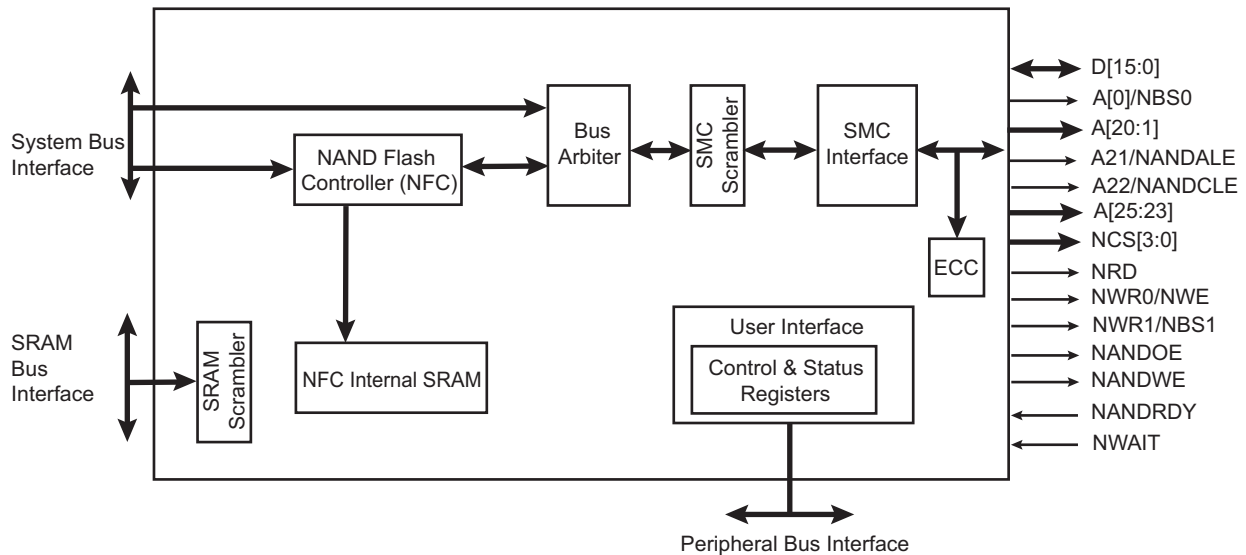 System Bus
Interface
NAND Flash
Controller (NFC)
Bus
Arbiter
SMC
Scrambler
SMC
Interface
ECC
D[15:0]
A[0]/NBS0
A[20:1]
A21/NANDALE
A22/NANDCLE
A[25:23]
NCS[3:0]
NRD
NWR0/NWE
NWR1/NBS1
NANDOE
NANDWE
NANDRDY
NWAIT
SRAM
Bus
Interface
SRAM
Scrambler
NFC Internal SRAM
User Interface
Control & Status
Registers
Peripheral Bus Interface